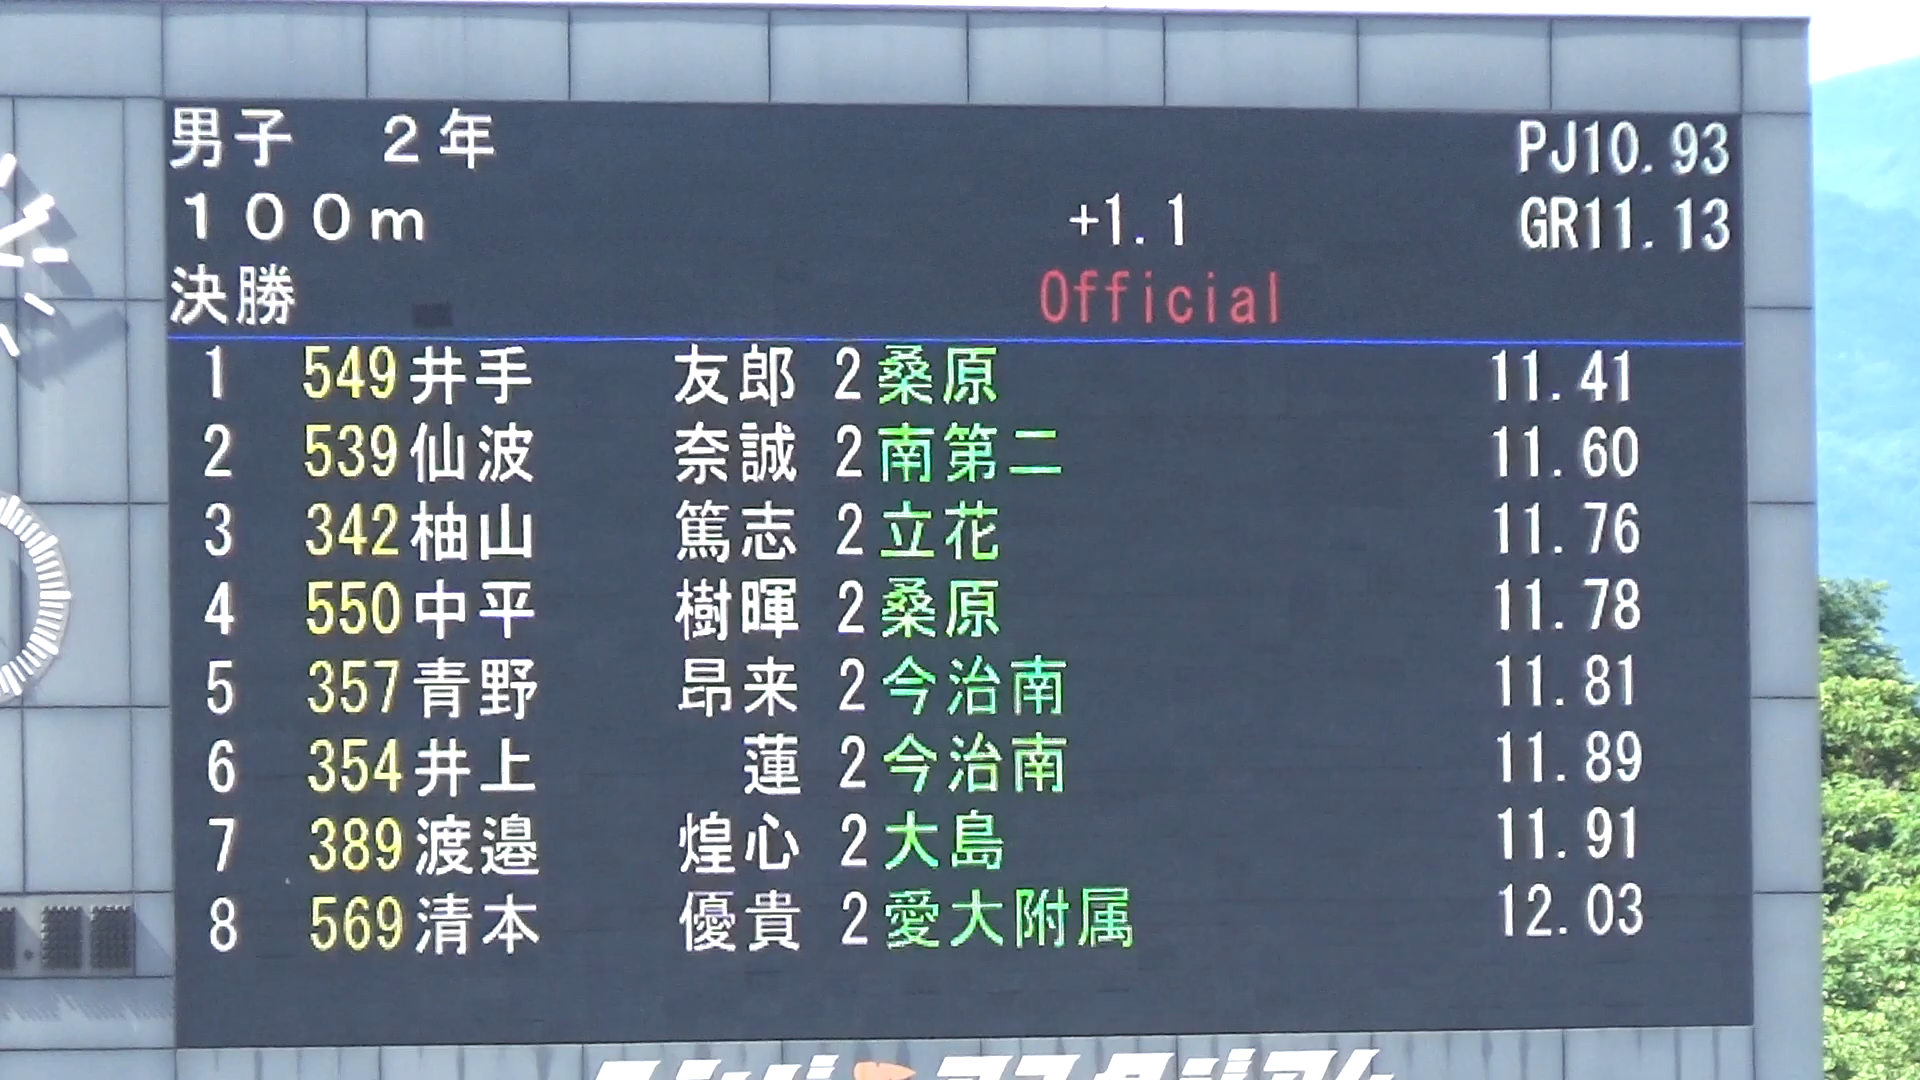 男子　２年 PJ10.93
１００ｍ +1.1 GR11.13
決勝 Official
1 549 井手 友郎 2 桑原 11.41
2 539 仙波 奈誠 2 南第二 11.60
3 342 柚山 篤志 2 立花 11.76
4 550 中平 樹暉 2 桑原 11.78
5 357 青野 昂来 2 今治南 11.81
6 354 井上 蓮 2 今治南 11.89
7 389 渡邉 煌心 2 大島 11.91
8 569 清本 優貴 2 愛大附属 12.03